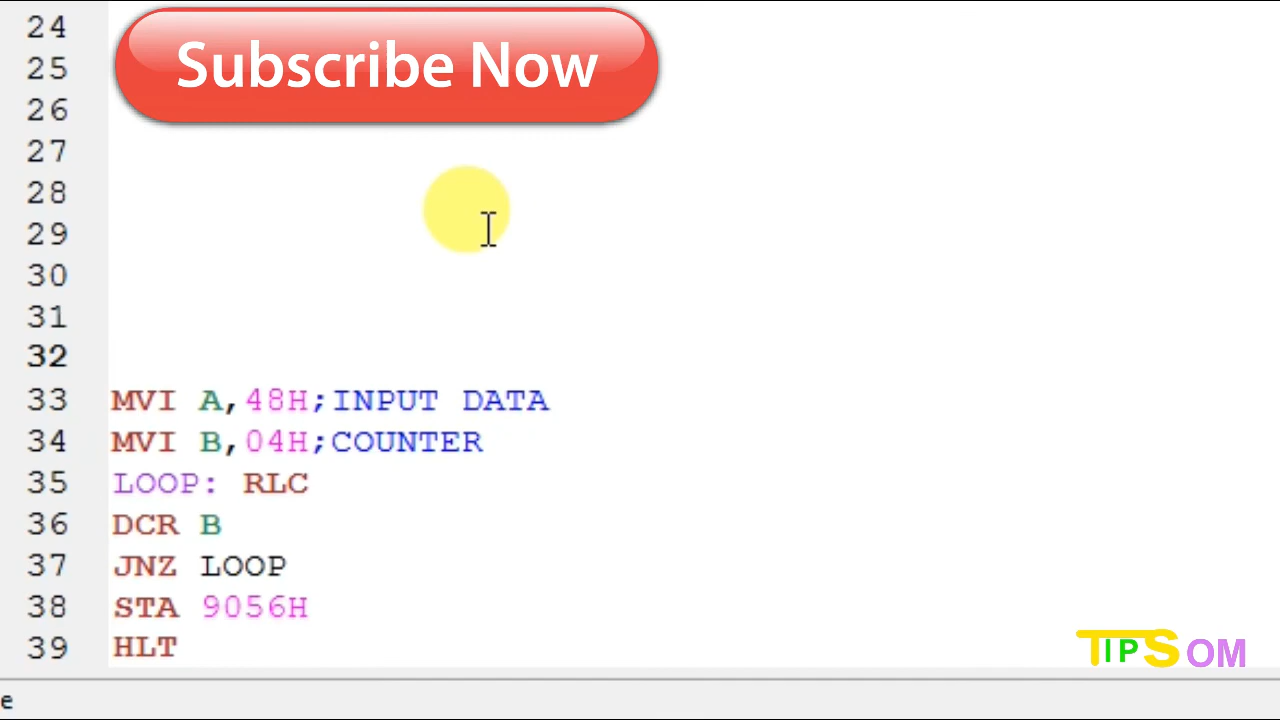 24
Subscribe Now
25
26
27
28
29
30
31
32
33 MVI A,48H;INPUT DATA
34 MVI B,04H;COUNTER
35 LOOP: RLC
36 DCR B
37 JNZ LOOP
38 STA 9056H
39 HLT
TIPSOM
e